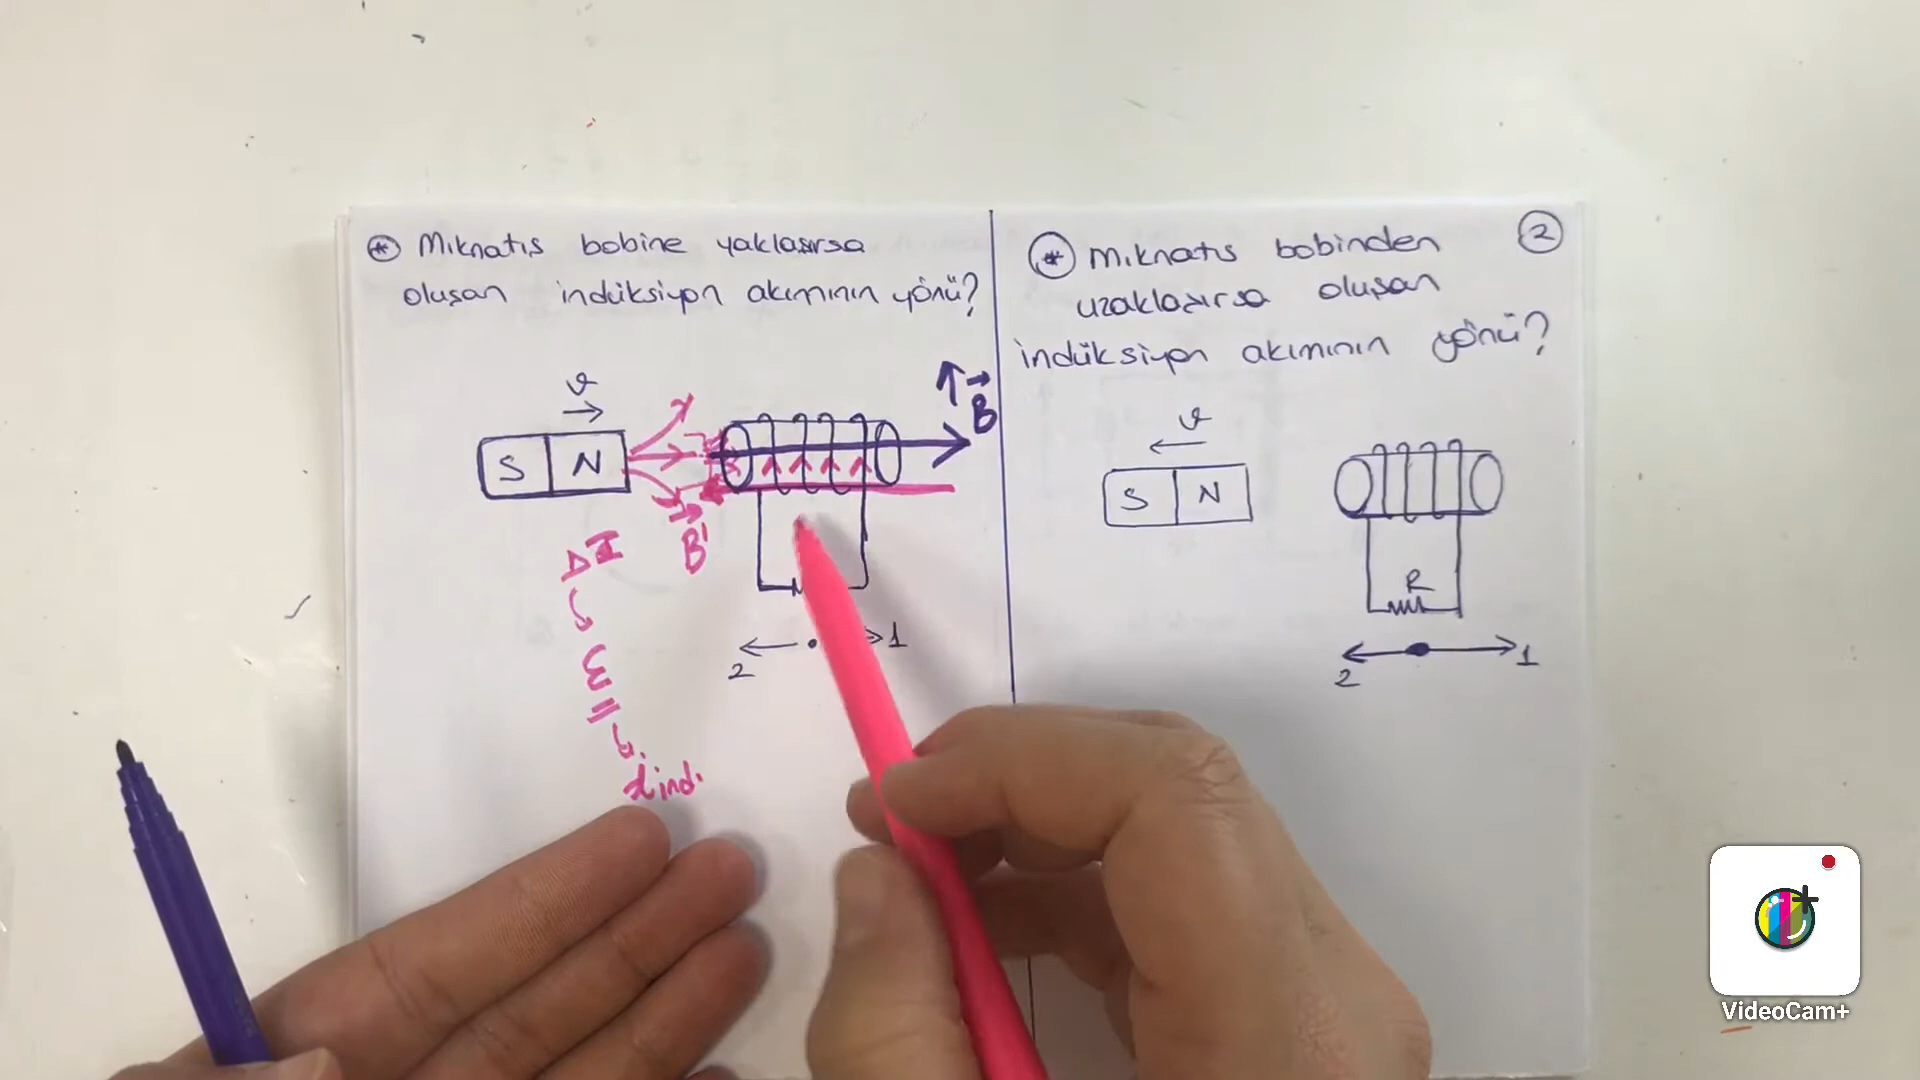 * Mıknatıs bobine yaklaşırsa
oluşan indüksiyon akımının yönü?
ϑ
S N
B
B'
ΔΦ
ε
iind.
2 1
* Mıknatıs bobinden 2
uzaklaşırsa oluşan
indüksiyon akımının yönü?
ϑ
S N
R
2 1
VideoCam+